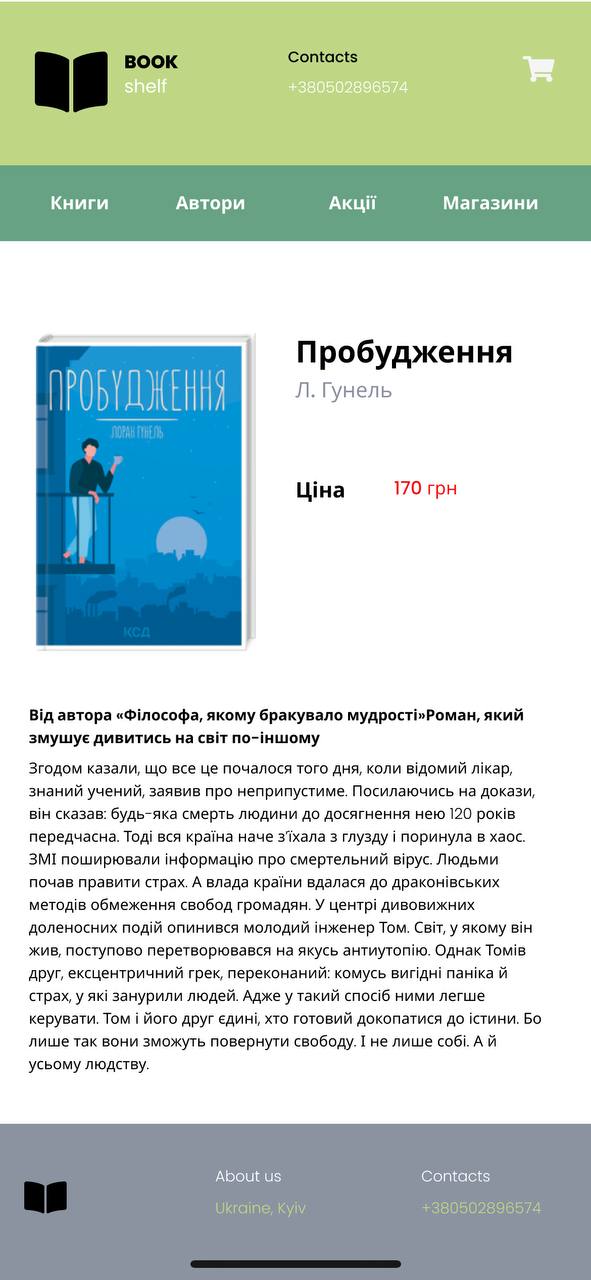 BOOK
shelf
Contacts
+380502896574
Книги Автори Акції Магазини
ПРОБУДЖЕННЯ
ЛОРАН ГУНЕЛЬ
КСД
Пробудження
Л. Гунель
Ціна 170 грн
Від автора «Філософа, якому бракувало мудрості»Роман, який
змушує дивитись на світ по-іншому
Згодом казали, що все це почалося того дня, коли відомий лікар,
знаний учений, заявив про неприпустиме. Посилаючись на докази,
він сказав: будь-яка смерть людини до досягнення нею 120 років
передчасна. Тоді вся країна наче з’їхала з глузду і поринула в хаос.
ЗМІ поширювали інформацію про смертельний вірус. Людьми
почав правити страх. А влада країни вдалася до драконівських
методів обмеження свобод громадян. У центрі дивовижних
доленосних подій опинився молодий інженер Том. Світ, у якому він
жив, поступово перетворювався на якусь антиутопію. Однак Томів
друг, ексцентричний грек, переконаний: комусь вигідні паніка й
страх, у які занурили людей. Адже у такий спосіб ними легше
керувати. Том і його друг єдині, хто готовий докопатися до істини. Бо
лише так вони зможуть повернути свободу. І не лише собі. А й
усьому людству.
About us
Ukraine, Kyiv
Contacts
+380502896574